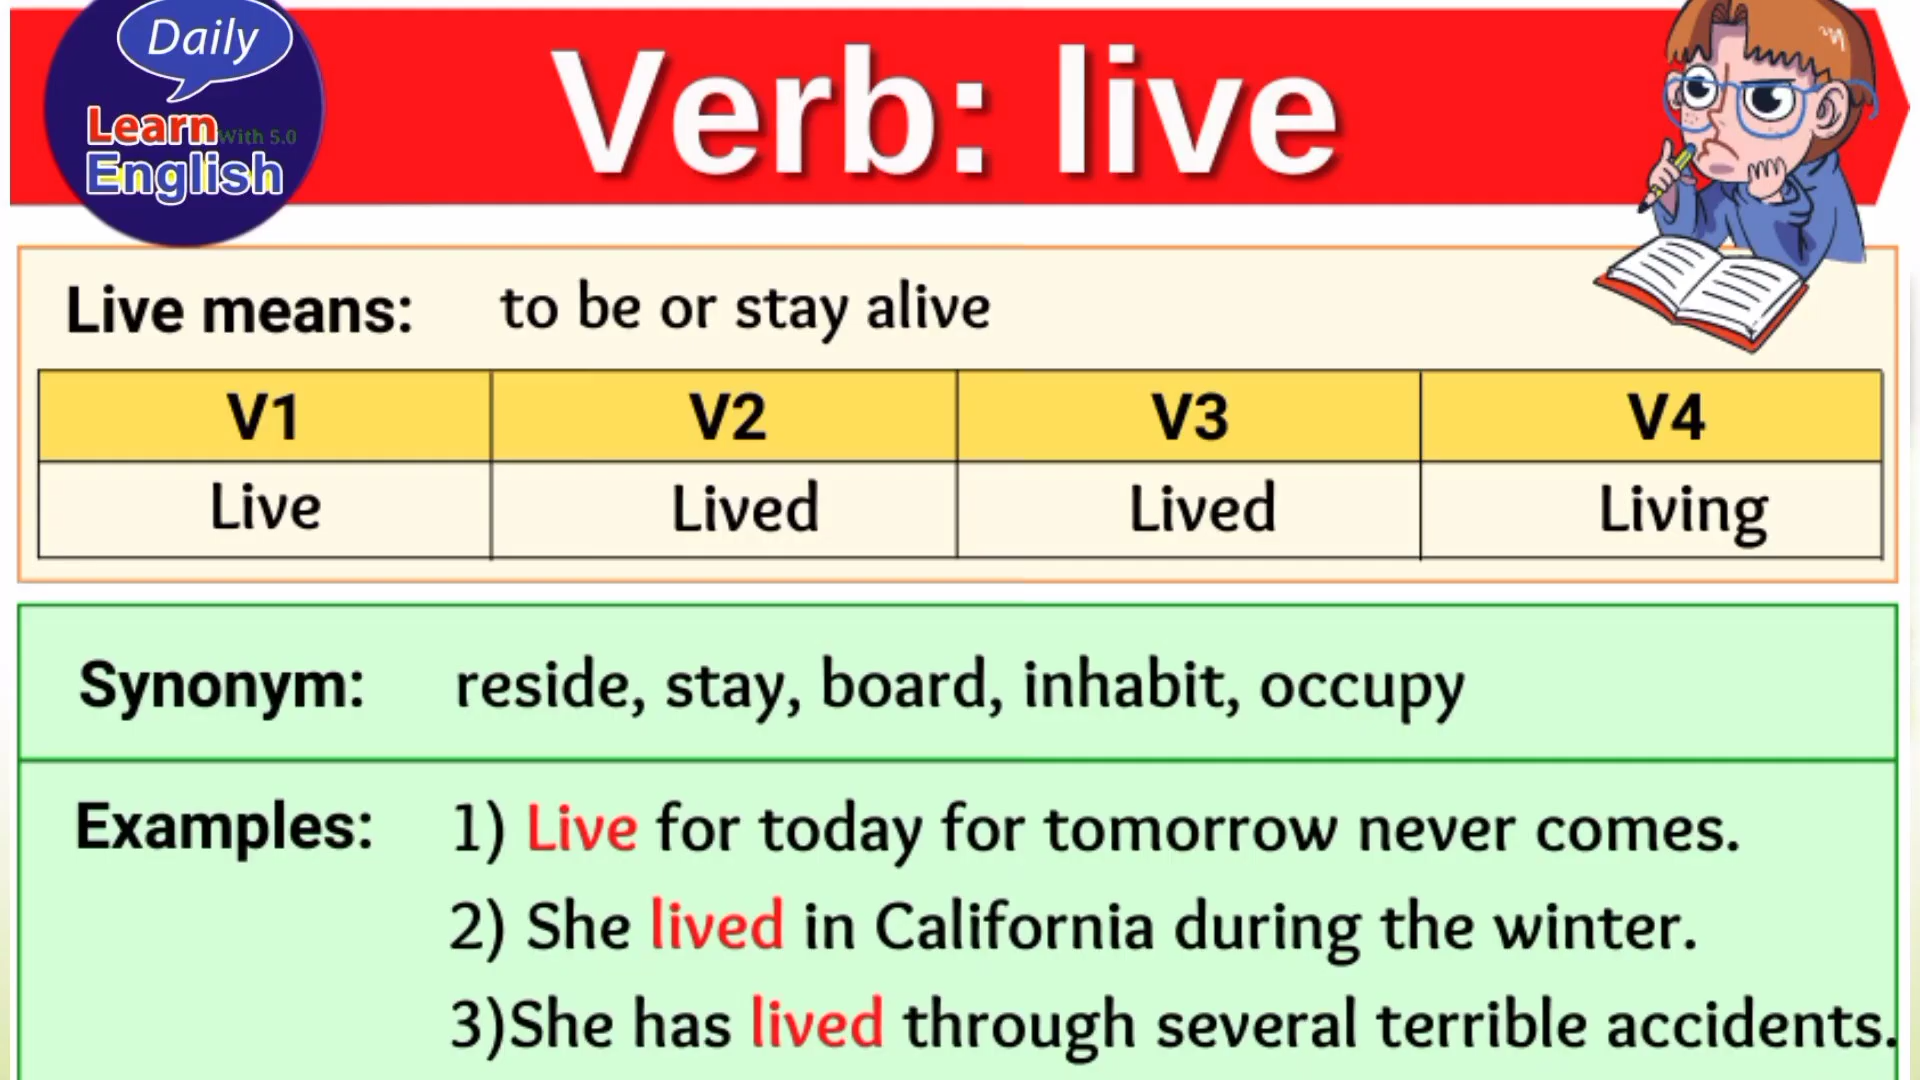 Daily
Learn With 5.0
English
Verb: live
Live means: to be or stay alive
V1 V2 V3 V4
Live Lived Lived Living
Synonym: reside, stay, board, inhabit, occupy
Examples: 1) Live for today for tomorrow never comes.
2) She lived in California during the winter.
3)She has lived through several terrible accidents.